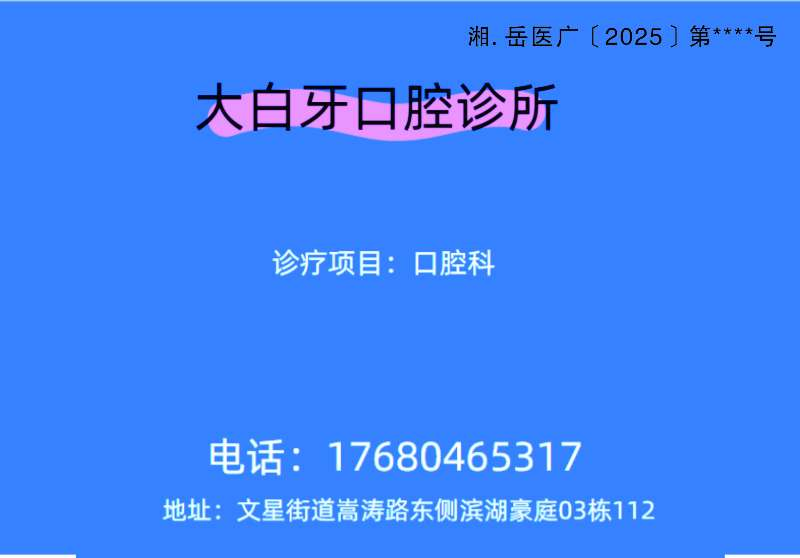 湘.岳医广〔2025〕第****号
大白牙口腔诊所
诊疗项目：口腔科
电话：17680465317
地址：文星街道嵩涛路东侧滨湖豪庭03栋112